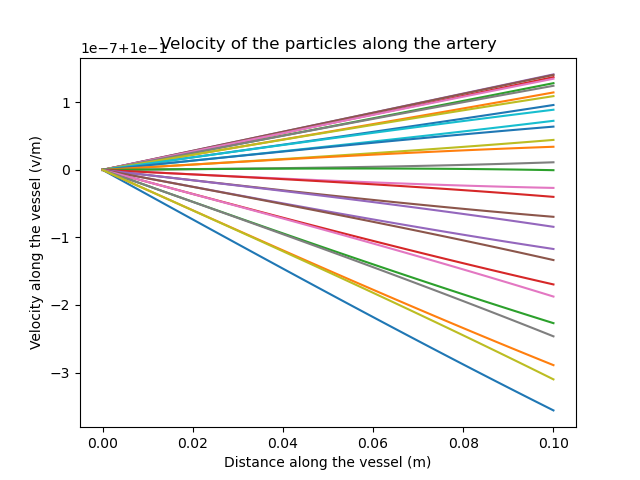 1e-7+1e-1
Velocity of the particles along the artery
1
0
−1
−2
−3
Velocity along the vessel (v/m)
0.00 0.02 0.04 0.06 0.08 0.10
Distance along the vessel (m)